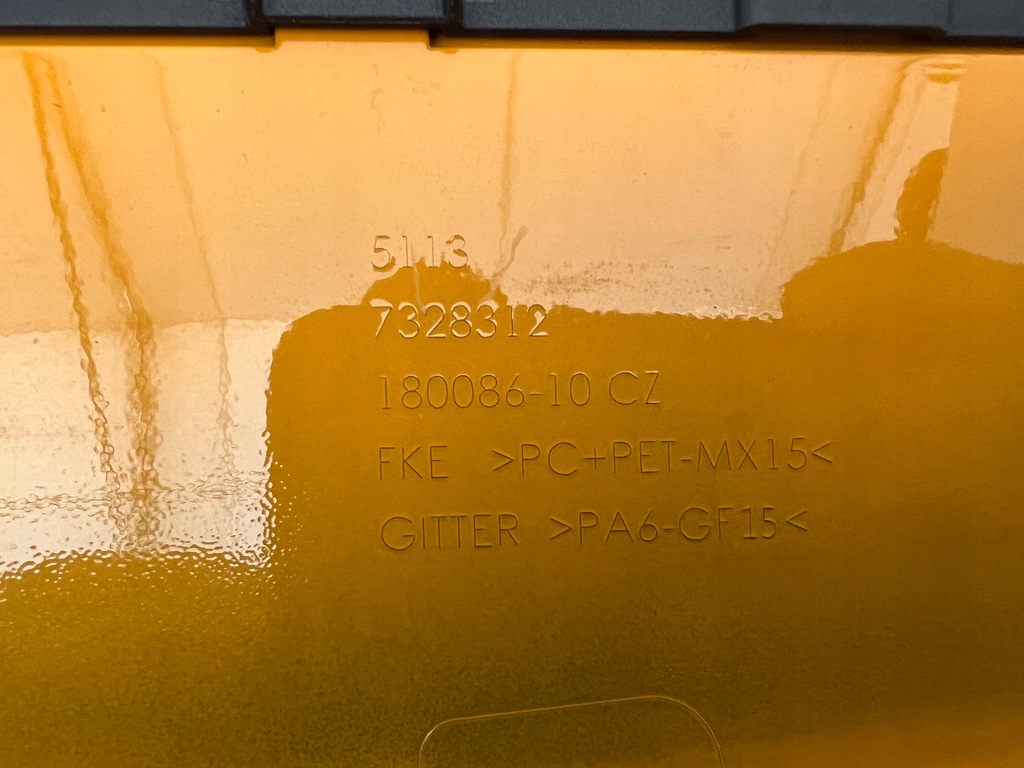 5113
7328312
180086-10 CZ
FKE >PC+PET-MX15<
GITTER >PA6-GF15<